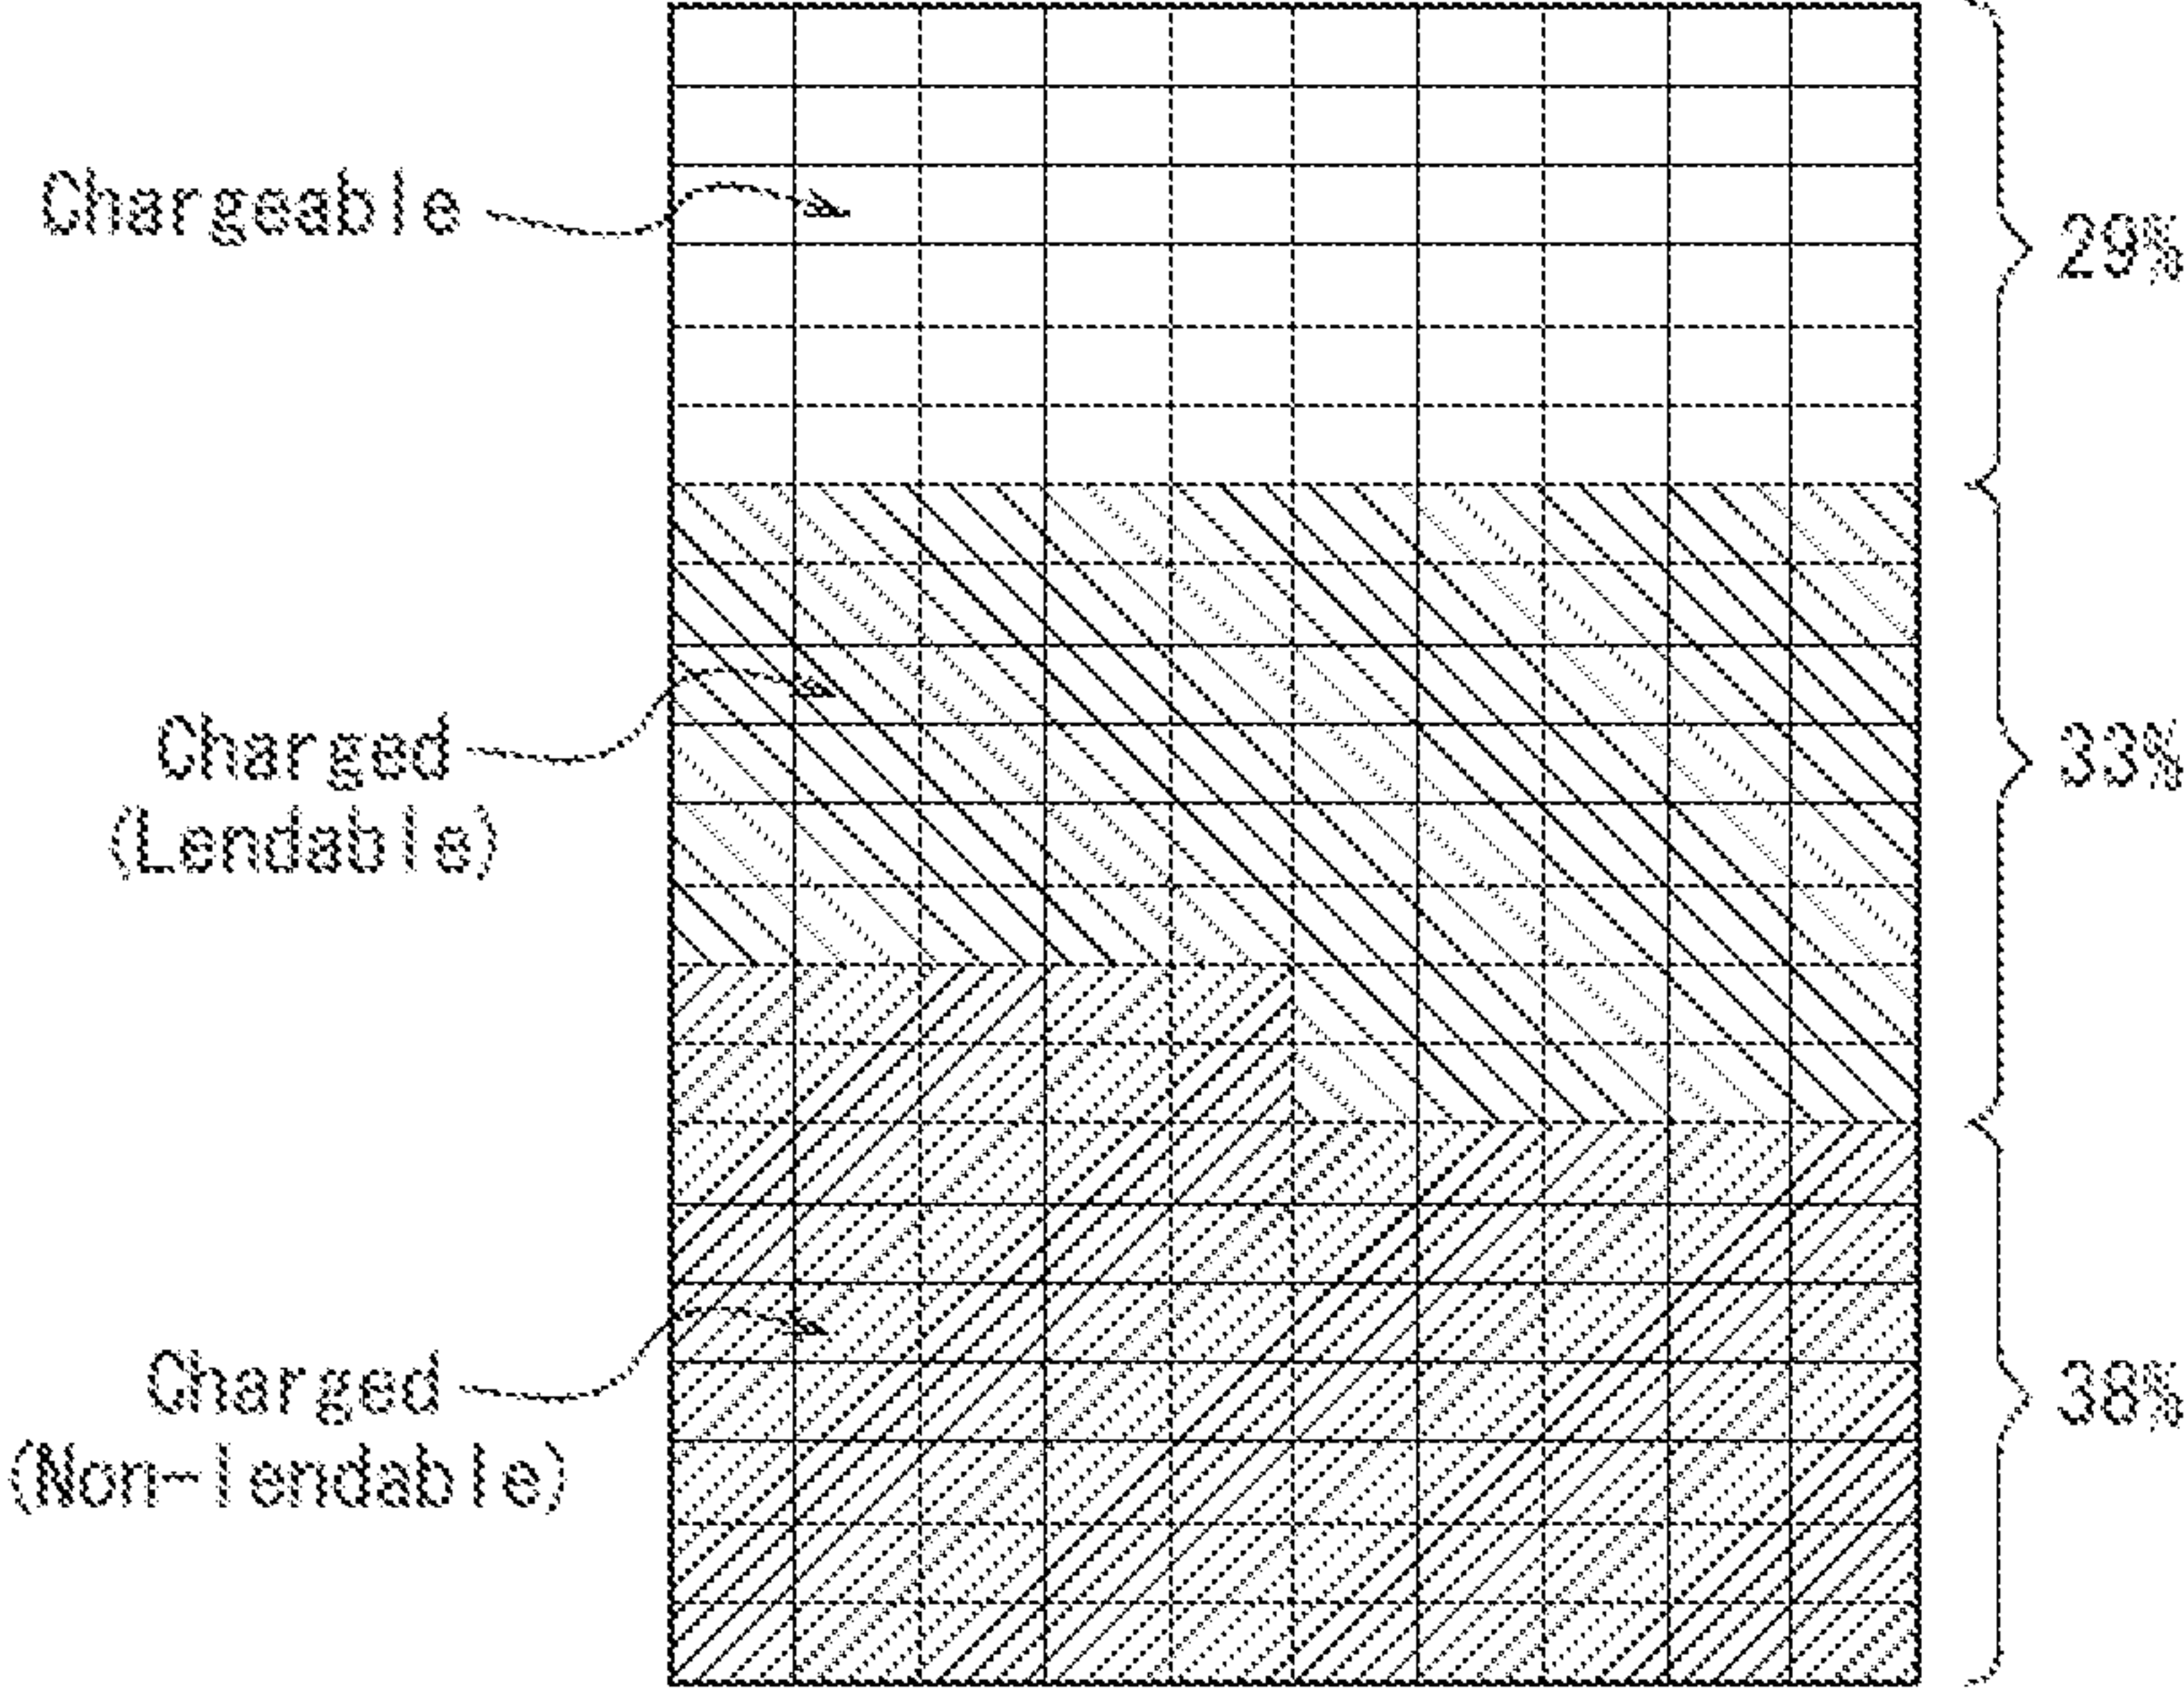 Chargeable
29%
Charged
(Lendable)
33%
Charged
(Non-lendable)
38%